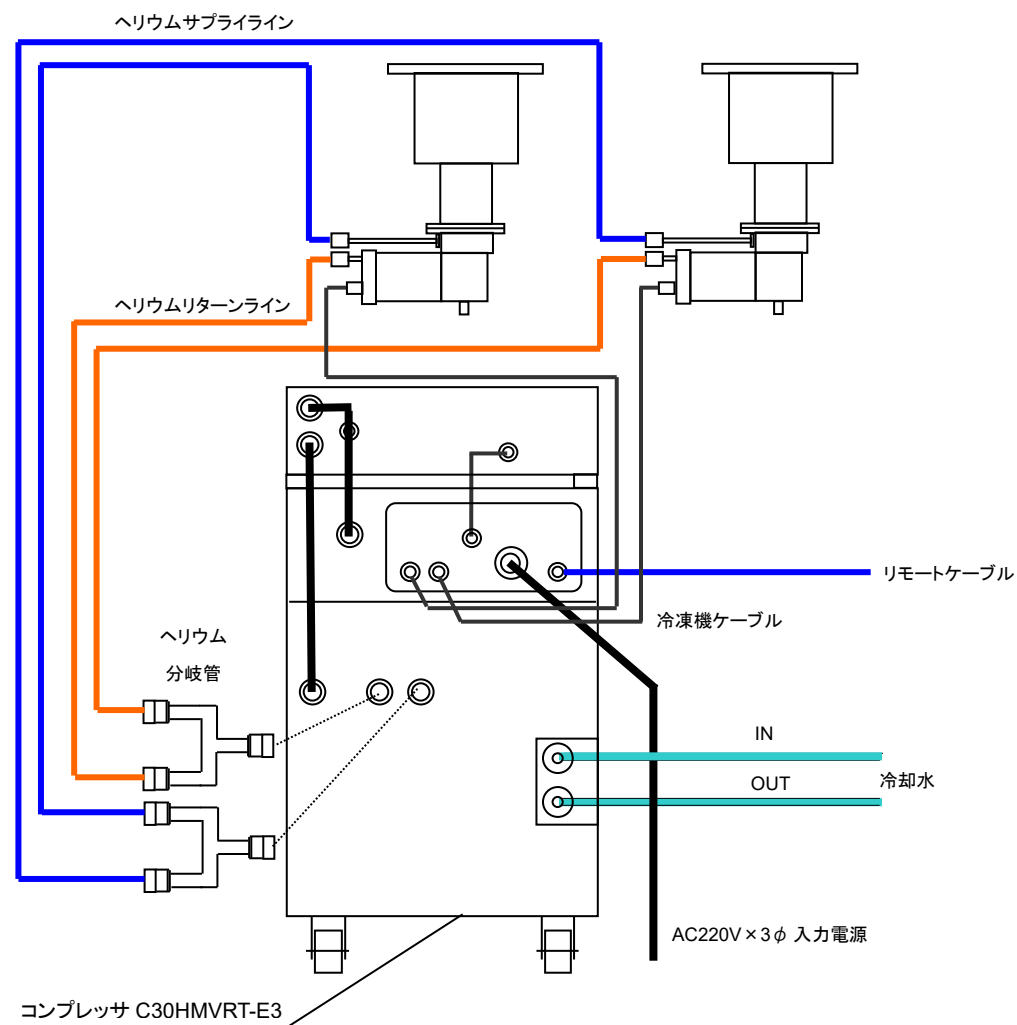 ヘリウムサプライライン
ヘリウムリターンライン
リモートケーブル
冷凍機ケーブル
ヘリウム
分岐管
IN
冷却水
OUT
AC220V×3φ 入力電源
コンプレッサ C30HMVRT-E3